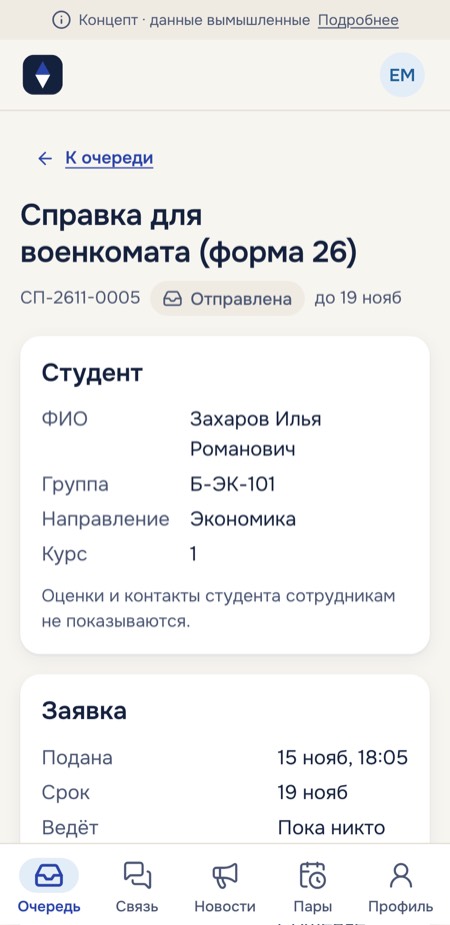 Концепт · данные вымышленные Подробнее
ЕМ
← К очереди
Справка для
военкомата (форма 26)
СП-2611-0005 Отправлена до 19 нояб
Студент
ФИО Захаров Илья
Романович
Группа Б-ЭК-101
Направление Экономика
Курс 1
Оценки и контакты студента сотрудникам
не показываются.
Заявка
Подана 15 нояб, 18:05
Срок 19 нояб
Ведёт Пока никто
Очередь Связь Новости Пары Профиль